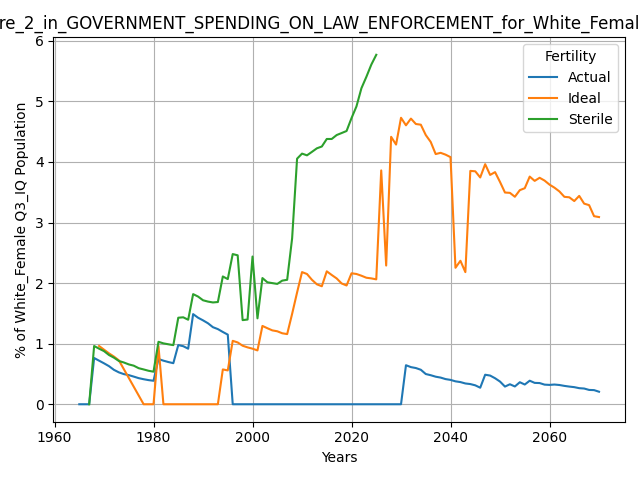 re_2_in_GOVERNMENT_SPENDING_ON_LAW_ENFORCEMENT_for_White_Femal
Fertility
Actual
Ideal
Sterile
% of White_Female Q3_IQ Population
6
5
4
3
2
1
0
1960 1980 2000 2020 2040 2060
Years